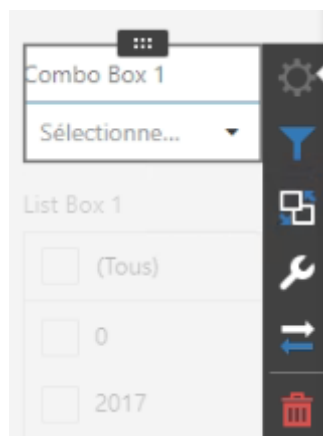 Combo Box 1
Sélectionne...
List Box 1
(Tous)
0
2017